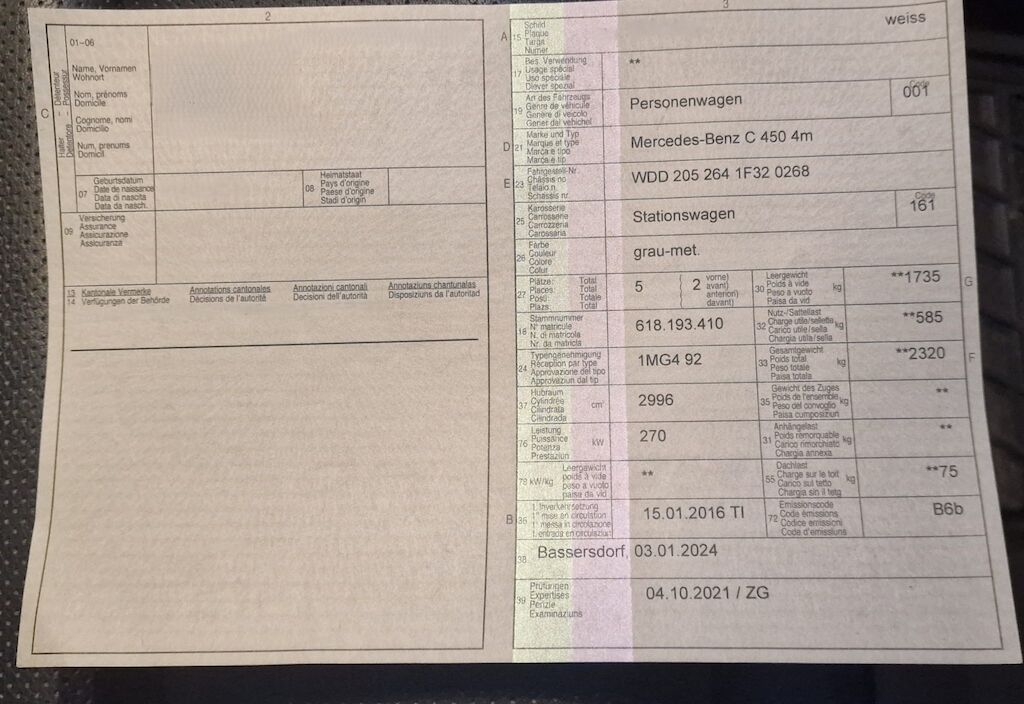 2
01-06
C
Halter - Détenteur
Detentore - Possessur
Name, Vornamen
Wohnort
Nom, prénoms
Domicile
Cognome, nomi
Domicilio
Num, prenums
Domicil
07
Geburtsdatum
Date de naissance
Data di nascita
Data da nasch.
08
Heimatstaat
Pays d'origine
Paese d'origine
Stadi d'origin
09
Versicherung
Assurance
Assicurazione
Assicuranza
13 Kantonale Vermerke Annotations cantonales Annotazioni cantonali Annotaziuns chantunales
14 Verfügungen der Behörde Décisions de l'autorité Decisioni dell'autorità Disposiziuns da l'autoritad
3
A 15
Schild
Plaque
Targa
Numer
weiss
17
Bes. Verwendung
Usage spécial
Uso speciale
Diever spezial
**
19
Art des Fahrzeugs
Genre de véhicule
Genere di veicolo
Gener dal vehichel
Personenwagen
Code
001
D 21
Marke und Typ
Marque et type
Marca e tipo
Marca e tip
Mercedes-Benz C 450 4m
E 23
Fahrgestell-Nr.
Châssis no
Telaio n.
Schassis nr.
WDD 205 264 1F32 0268
25
Karosserie
Carrosserie
Carrozzeria
Carossaria
Stationswagen
Code
161
26
Farbe
Couleur
Colore
Colur
grau-met.
27
Plätze: Total
Places: Total
Posti: Totale
Plazs: Total
5
( 2
vorne)
avant)
anteriori)
davant)
30
Leergewicht
Poids à vide
Peso a vuoto
Paisa da vid
kg
**1735
G
18
Stammnummer
N° matricule
N. di matricola
Nr. da matricla
618.193.410
32
Nutz-/Sattellast
Charge utile/sellette
Carico utile/sella
Chargia utila/sella
kg
**585
24
Typengenehmigung
Réception par type
Approvazione del tipo
Approvaziun dal tip
1MG4 92
33
Gesamtgewicht
Poids total
Peso totale
Paisa totala
kg
**2320
F
37
Hubraum
Cylindrée
Cilindrata
Cilindrada
cm³
2996
35
Gewicht des Zuges
Poids de l'ensemble
Peso del convoglio
Paisa cumposiziun
kg
**
76
Leistung
Puissance
Potenza
Prestaziun
kW
270
31
Anhängelast
Poids remorquable
Carico rimorchiato
Chargia annexa
kg
**
78 kW/kg
Leergewicht
poids à vide
peso a vuoto
paisa da vid
**
55
Dachlast
Charge sur le toit
Carico sul tetto
Chargia sin il tetg
kg
**75
B 36
1. Inverkehrsetzung
1re mise en circulation
1a messa in circolazione
1. entrada en circulaziun
15.01.2016 TI
72
Emissionscode
Code émissions
Codice emissioni
Code d'emissiuns
B6b
38
Bassersdorf, 03.01.2024
39
Prüfungen
Expertises
Perizie
Examinaziuns
04.10.2021 / ZG